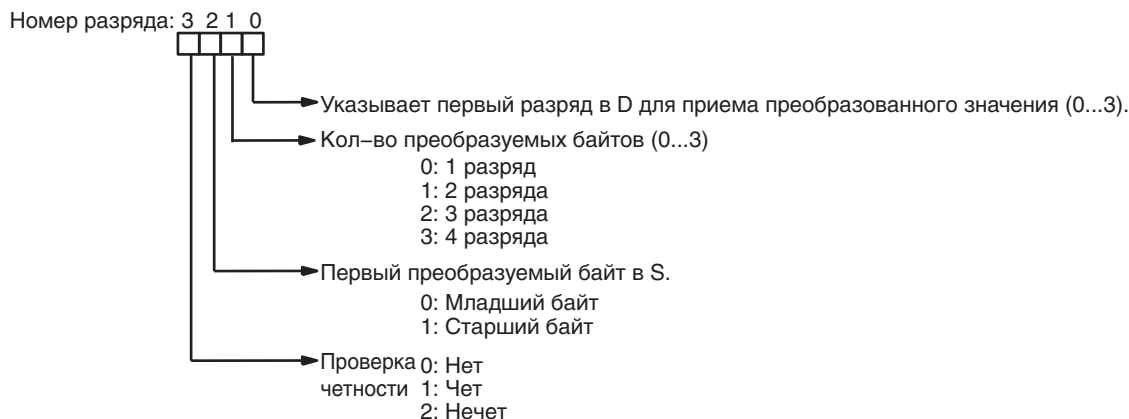 Номер разряда: 3 2 1 0
Указывает первый разряд в D для приема преобразованного значения (0...3).
Кол–во преобразуемых байтов (0...3)
0: 1 разряд
1: 2 разряда
2: 3 разряда
3: 4 разряда
Первый преобразуемый байт в S.
0: Младший байт
1: Старший байт
Проверка 0: Нет
четности 1: Чет
2: Нечет